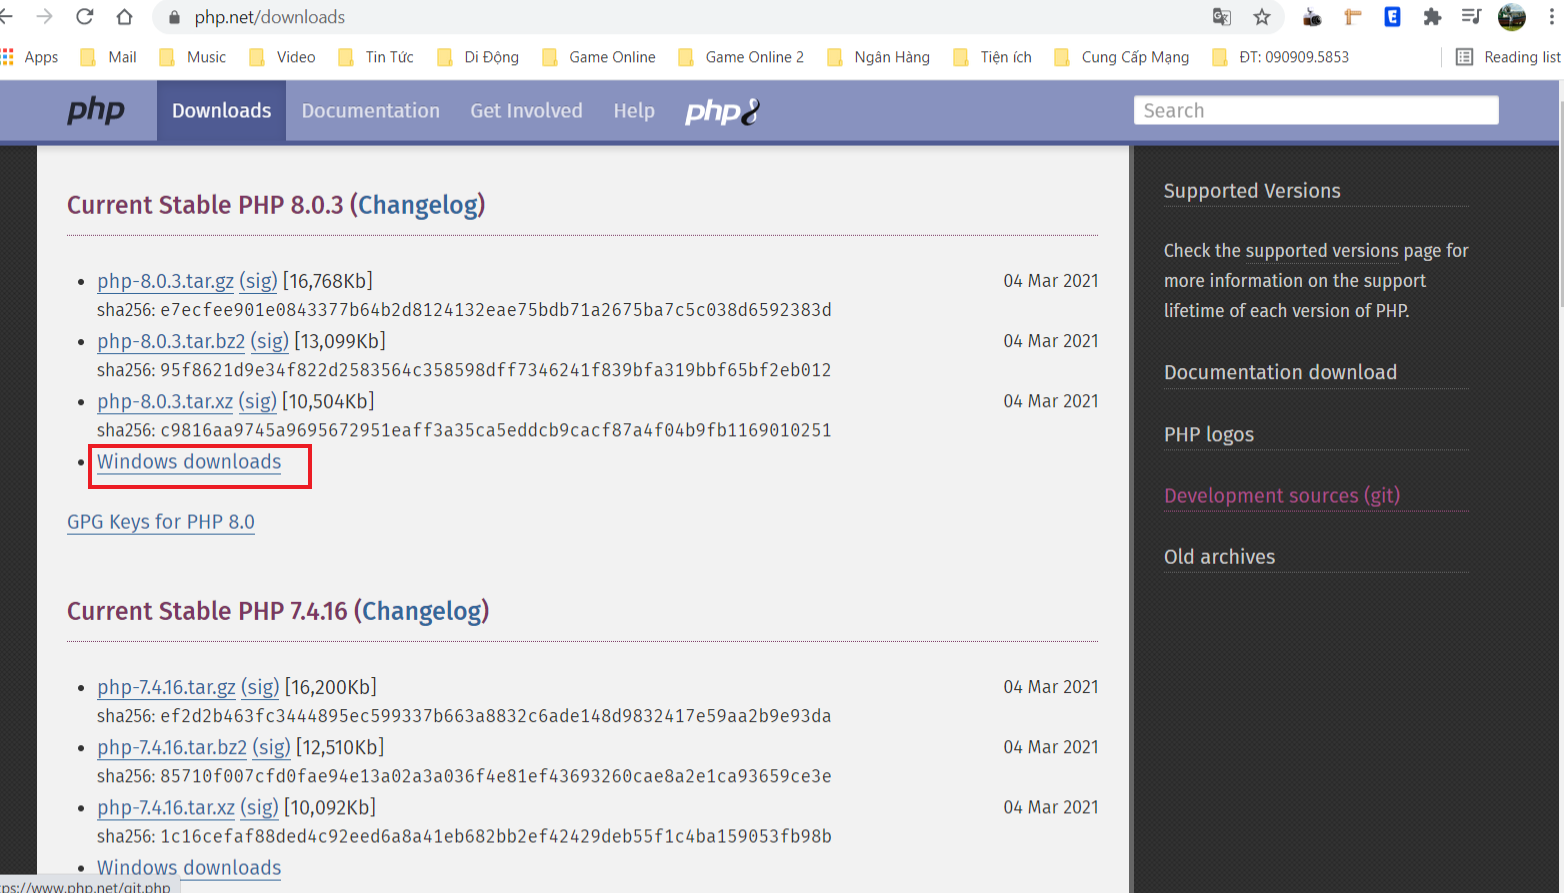 php.net/downloads
Apps Mail Music Video Tin Tức Di Động Game Online Game Online 2 Ngân Hàng Tiện ích Cung Cấp Mạng ĐT: 090909.5853 Reading list
php Downloads Documentation Get Involved Help php8 Search
Current Stable PHP 8.0.3 (Changelog)
php-8.0.3.tar.gz (sig) [16,768Kb] 04 Mar 2021
sha256: e7ecfee901e0843377b64b2d8124132eae75bdb71a2675ba7c5c038d6592383d
php-8.0.3.tar.bz2 (sig) [13,099Kb] 04 Mar 2021
sha256: 95f8621d9e34f822d2583564c358598dff7346241f839bfa319bbf65bf2eb012
php-8.0.3.tar.xz (sig) [10,504Kb] 04 Mar 2021
sha256: c9816aa9745a9695672951eaff3a35ca5eddcb9cacf87a4f04b9fb1169010251
Windows downloads
GPG Keys for PHP 8.0
Current Stable PHP 7.4.16 (Changelog)
php-7.4.16.tar.gz (sig) [16,200Kb] 04 Mar 2021
sha256: ef2d2b463fc3444895ec599337b663a8832c6ade148d9832417e59aa2b9e93da
php-7.4.16.tar.bz2 (sig) [12,510Kb] 04 Mar 2021
sha256: 85710f007cfd0fae94e13a02a3a036f4e81ef43693260cae8a2e1ca93659ce3e
php-7.4.16.tar.xz (sig) [10,092Kb] 04 Mar 2021
sha256: 1c16cefaf88ded4c92eed6a8a41eb682bb2ef42429deb55f1c4ba159053fb98b
Windows downloads
Supported Versions
Check the supported versions page for
more information on the support
lifetime of each version of PHP.
Documentation download
PHP logos
Development sources (git)
Old archives
ps://www.php.net/git.php